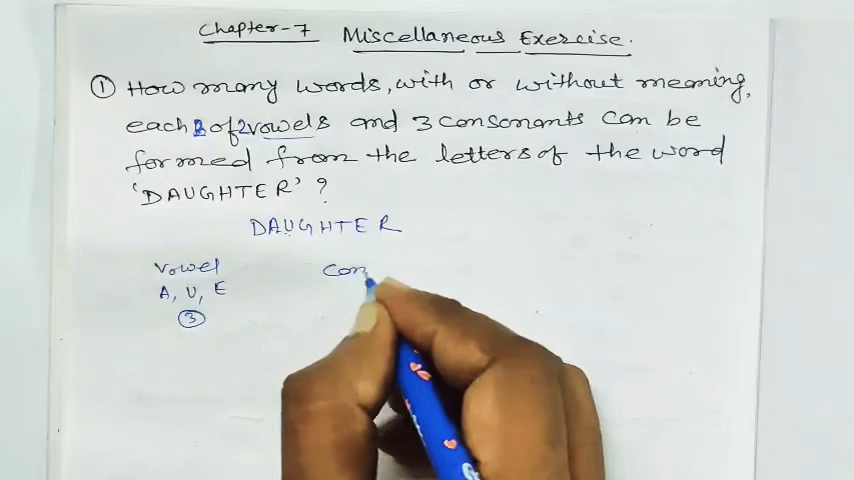 Chapter-7 Miscellaneous Exercise.
① How many words, with or without meaning,
each of 2 vowels and 3 consonants can be
formed from the letters of the word
'DAUGHTER' ?
DAUGHTER
vowel con
A, U, E
③